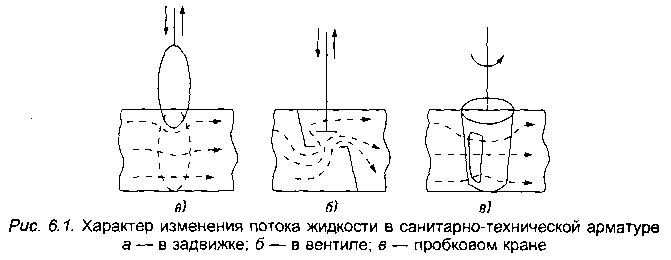 а) б) в)
Рис. 6.1. Характер изменения потока жидкости в санитарно-технической арматуре
а — в задвижке; б — в вентиле; в — пробковом кране